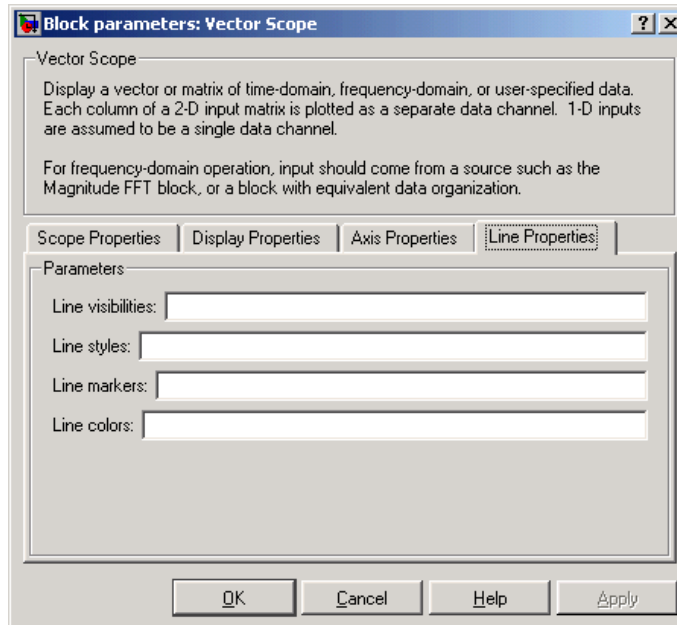 Block parameters: Vector Scope
Vector Scope
Display a vector or matrix of time-domain, frequency-domain, or user-specified data.
Each column of a 2-D input matrix is plotted as a separate data channel. 1-D inputs
are assumed to be a single data channel.
For frequency-domain operation, input should come from a source such as the
Magnitude FFT block, or a block with equivalent data organization.
Scope Properties Display Properties Axis Properties Line Properties
Parameters
Line visibilities:
Line styles:
Line markers:
Line colors:
OK Cancel Help Apply